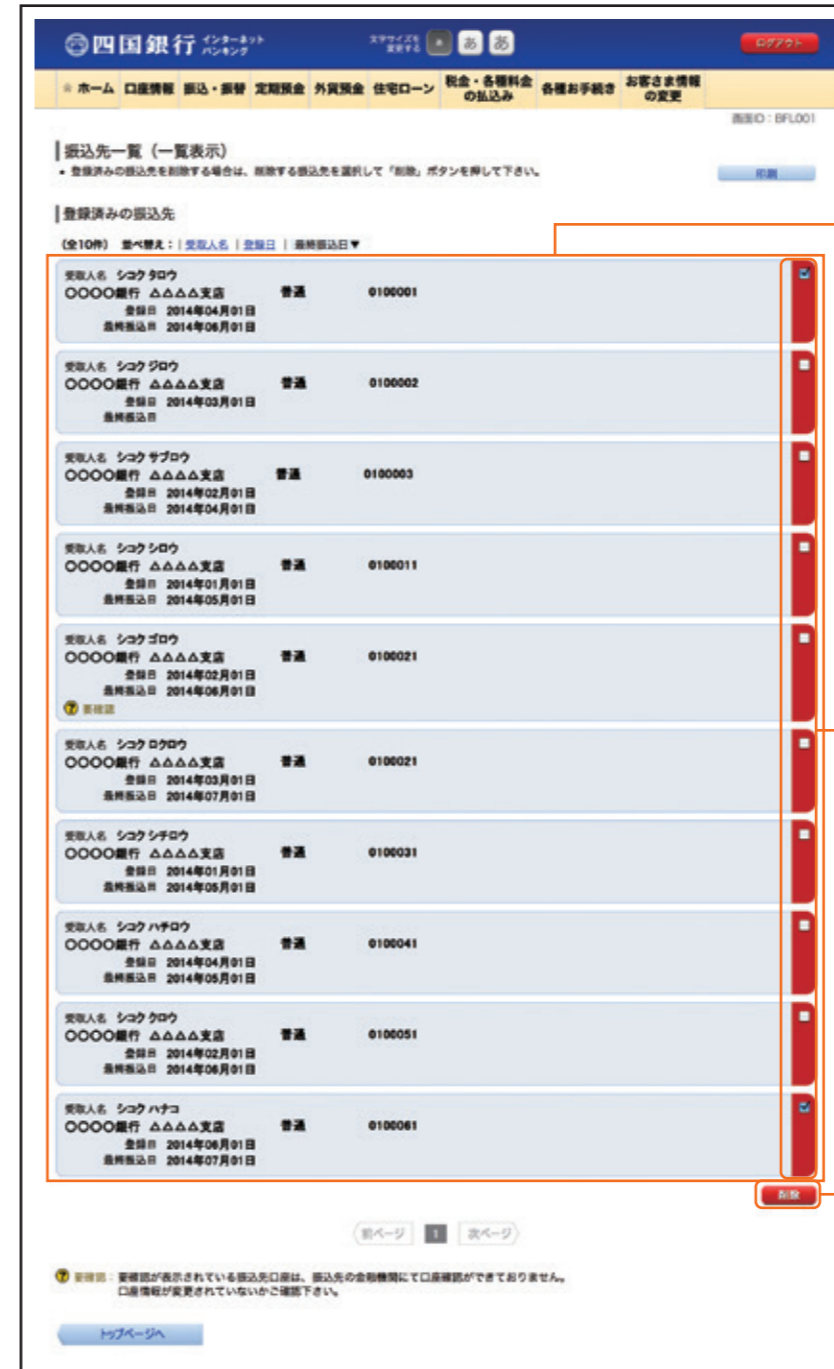 四国銀行 インターネットバンキング
文字サイズを変更する あ あ
ログアウト
ホーム 口座情報 振込・振替 定期預金 外貨預金 住宅ローン 税金・各種料金の払込み 各種お手続き お客さま情報の変更
画面ID：BFL001
振込先一覧（一覧表示）
• 登録済みの振込先を削除する場合は、削除する振込先を選択して「削除」ボタンを押して下さい。
印刷
登録済みの振込先
（全10件） 並べ替え：｜受取人名｜登録日｜最終振込日▼
受取人名 シコク タロウ
〇〇〇〇銀行 △△△△支店 普通 0100001
登録日 2014年04月01日
最終振込日 2014年06月01日
受取人名 シコク ジロウ
〇〇〇〇銀行 △△△△支店 普通 0100002
登録日 2014年03月01日
最終振込日
受取人名 シコク サブロウ
〇〇〇〇銀行 △△△△支店 普通 0100003
登録日 2014年02月01日
最終振込日 2014年04月01日
受取人名 シコク シロウ
〇〇〇〇銀行 △△△△支店 普通 0100011
登録日 2014年01月01日
最終振込日 2014年05月01日
受取人名 シコク ゴロウ
〇〇〇〇銀行 △△△△支店 普通 0100021
登録日 2014年02月01日
最終振込日 2014年06月01日
? 要確認
受取人名 シコク ロクロウ
〇〇〇〇銀行 △△△△支店 普通 0100021
登録日 2014年03月01日
最終振込日 2014年07月01日
受取人名 シコク シチロウ
〇〇〇〇銀行 △△△△支店 普通 0100031
登録日 2014年01月01日
最終振込日 2014年05月01日
受取人名 シコク ハチロウ
〇〇〇〇銀行 △△△△支店 普通 0100041
登録日 2014年04月01日
最終振込日 2014年05月01日
受取人名 シコク クロウ
〇〇〇〇銀行 △△△△支店 普通 0100051
登録日 2014年02月01日
最終振込日 2014年06月01日
受取人名 シコク ハナコ
〇〇〇〇銀行 △△△△支店 普通 0100061
登録日 2014年06月01日
最終振込日 2014年07月01日
削除
前ページ 1 次ページ
? 要確認：要確認が表示されている振込先口座は、振込先の金融機関にて口座確認ができておりません。
口座情報が変更されていないかご確認下さい。
トップページへ